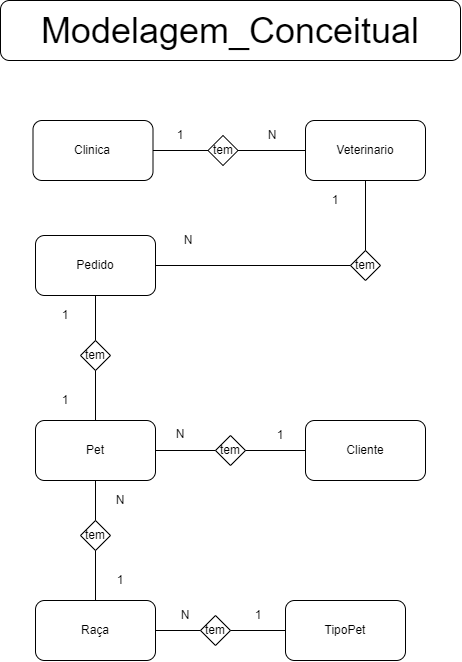 Modelagem_Conceitual
Clinica 1 tem N Veterinario
1
Pedido N tem
1
tem
1
Pet N tem 1 Cliente
N
tem
1
Raça N tem 1 TipoPet